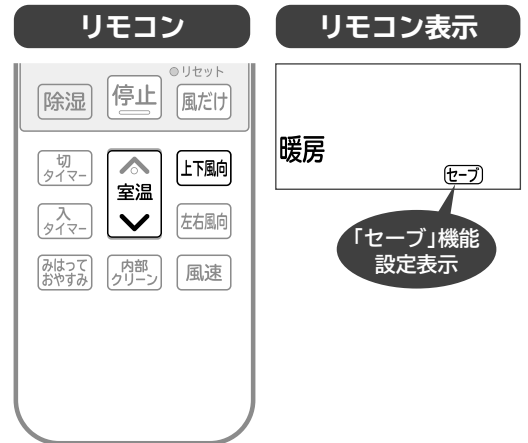 リモコン
リモコン表示
リセット
除湿
停止
風だけ
切
タイマー
室温
上下風向
入
タイマー
左右風向
みはって
おやすみ
内部
クリーン
風速
暖房
セーブ
「セーブ」機能
設定表示